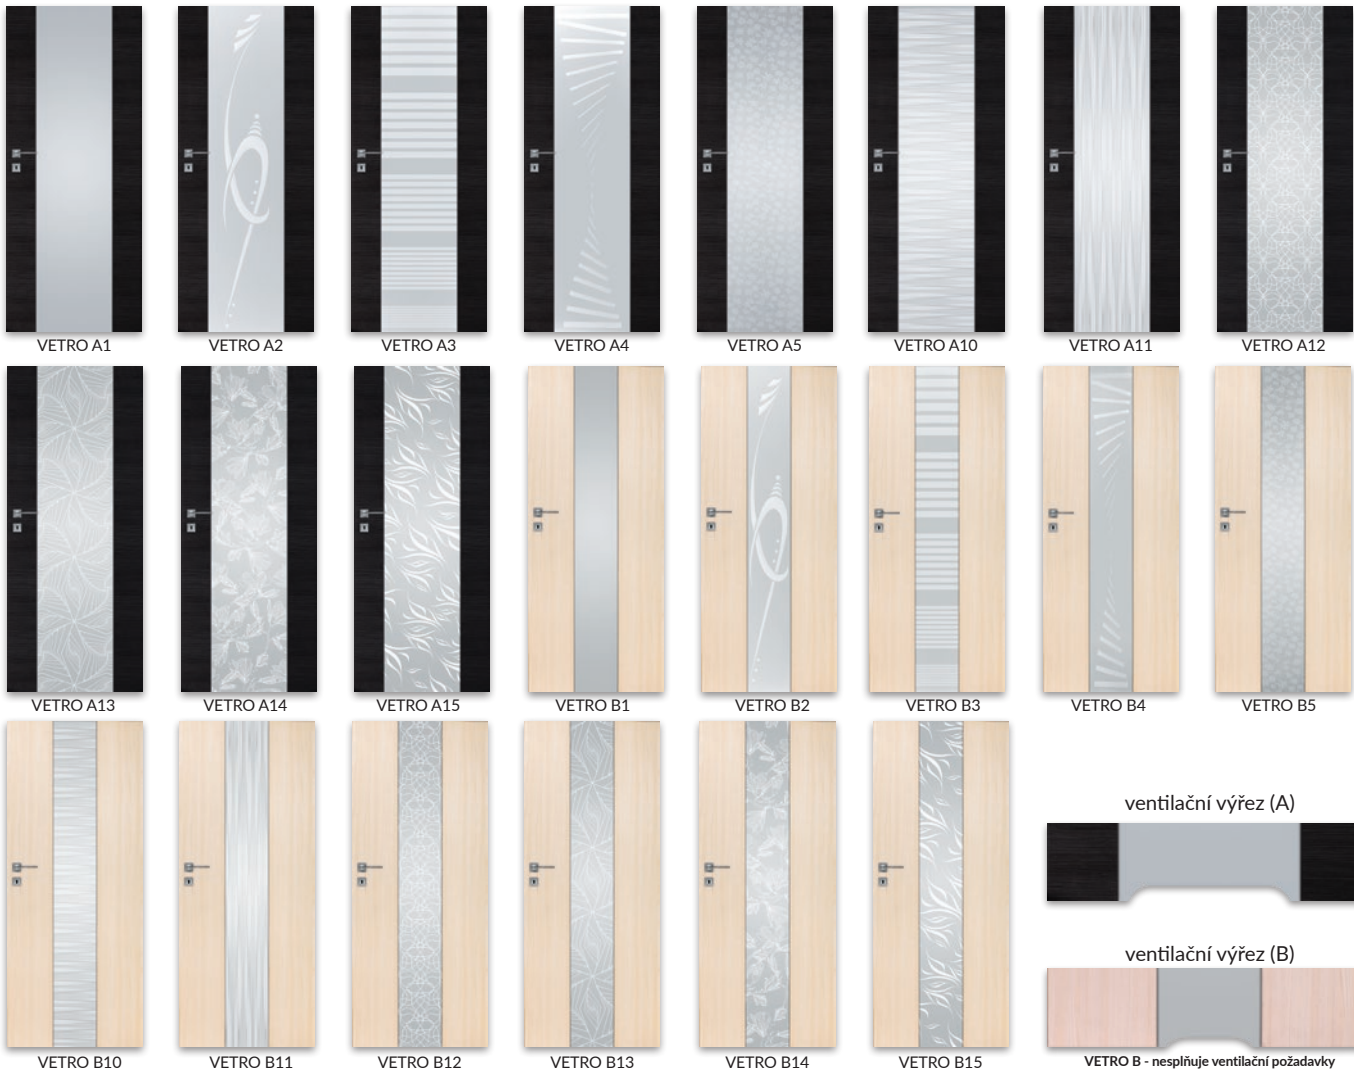 VETRO A1
VETRO A2
VETRO A3
VETRO A4
VETRO A5
VETRO A10
VETRO A11
VETRO A12
VETRO A13
VETRO A14
VETRO A15
VETRO B1
VETRO B2
VETRO B3
VETRO B4
VETRO B5
ventilační výřez (A)
ventilační výřez (B)
VETRO B10
VETRO B11
VETRO B12
VETRO B13
VETRO B14
VETRO B15
VETRO B - nesplňuje ventilační požadavky